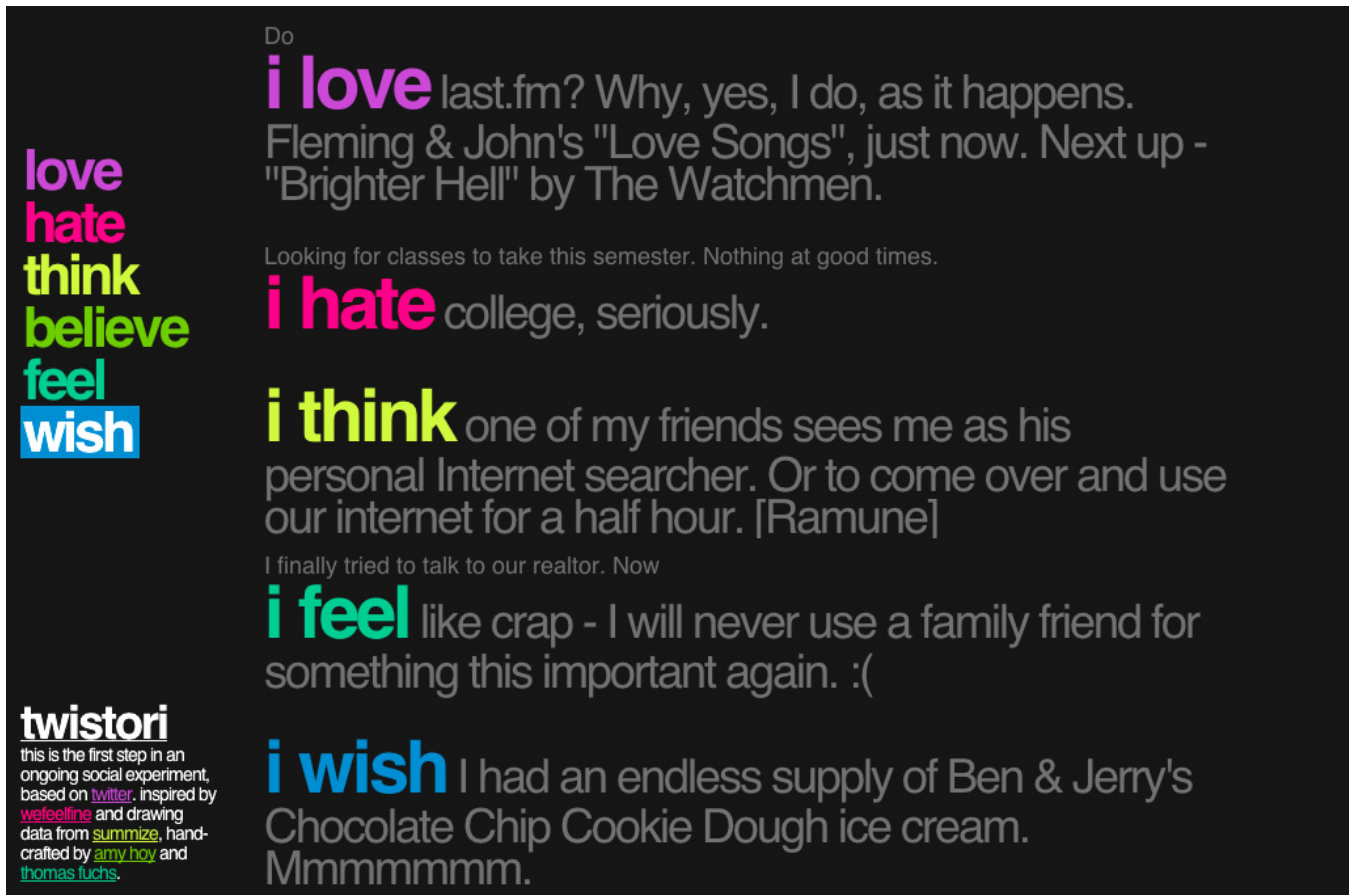 love
hate
think
believe
feel
wish
twistori
this is the first step in an
ongoing social experiment,
based on twitter. inspired by
wefeelfine and drawing
data from summize, hand-
crafted by amy hoy and
thomas fuchs.
Do
i love last.fm? Why, yes, I do, as it happens.
Fleming & John's "Love Songs", just now. Next up -
"Brighter Hell" by The Watchmen.
Looking for classes to take this semester. Nothing at good times.
i hate college, seriously.
i think one of my friends sees me as his
personal Internet searcher. Or to come over and use
our internet for a half hour. [Ramune]
I finally tried to talk to our realtor. Now
i feel like crap - I will never use a family friend for
something this important again. :(
i wish I had an endless supply of Ben & Jerry's
Chocolate Chip Cookie Dough ice cream.
Mmmmmmm.